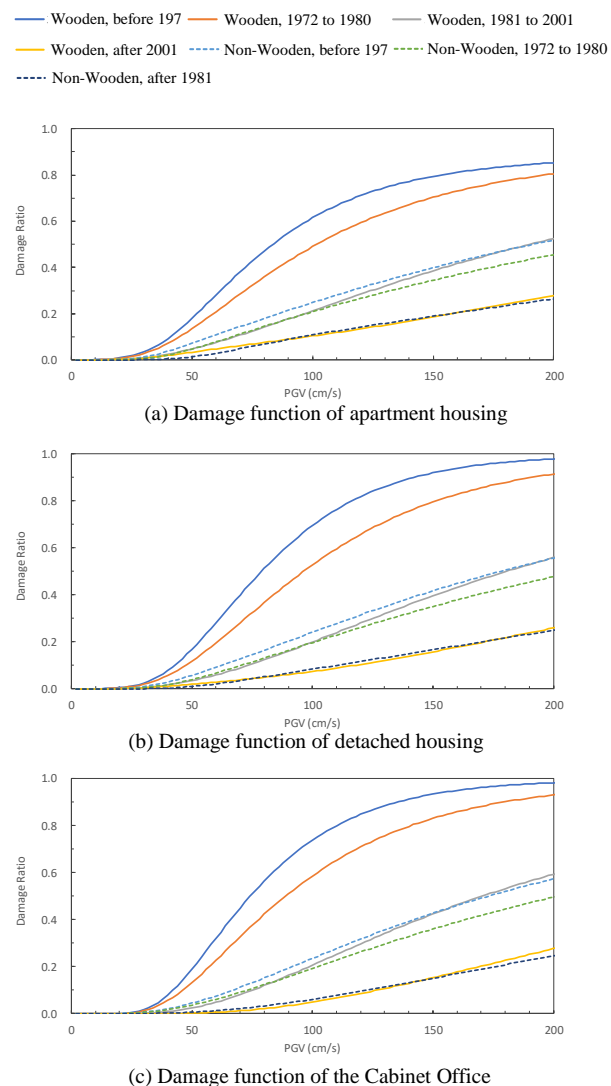 Wooden, before 197 Wooden, 1972 to 1980 Wooden, 1981 to 2001
Wooden, after 2001 Non-Wooden, before 197 Non-Wooden, 1972 to 1980
Non-Wooden, after 1981
1.0
0.8
0.6
0.4
0.2
0.0
Damage Ratio
0 50 100 150 200
PGV (cm/s)
(a) Damage function of apartment housing
1.0
0.8
0.6
0.4
0.2
0.0
Damage Ratio
0 50 100 150 200
PGV (cm/s)
(b) Damage function of detached housing
1.0
0.8
0.6
0.4
0.2
0.0
Damage Ratio
0 50 100 150 200
PGV (cm/s)
(c) Damage function of the Cabinet Office